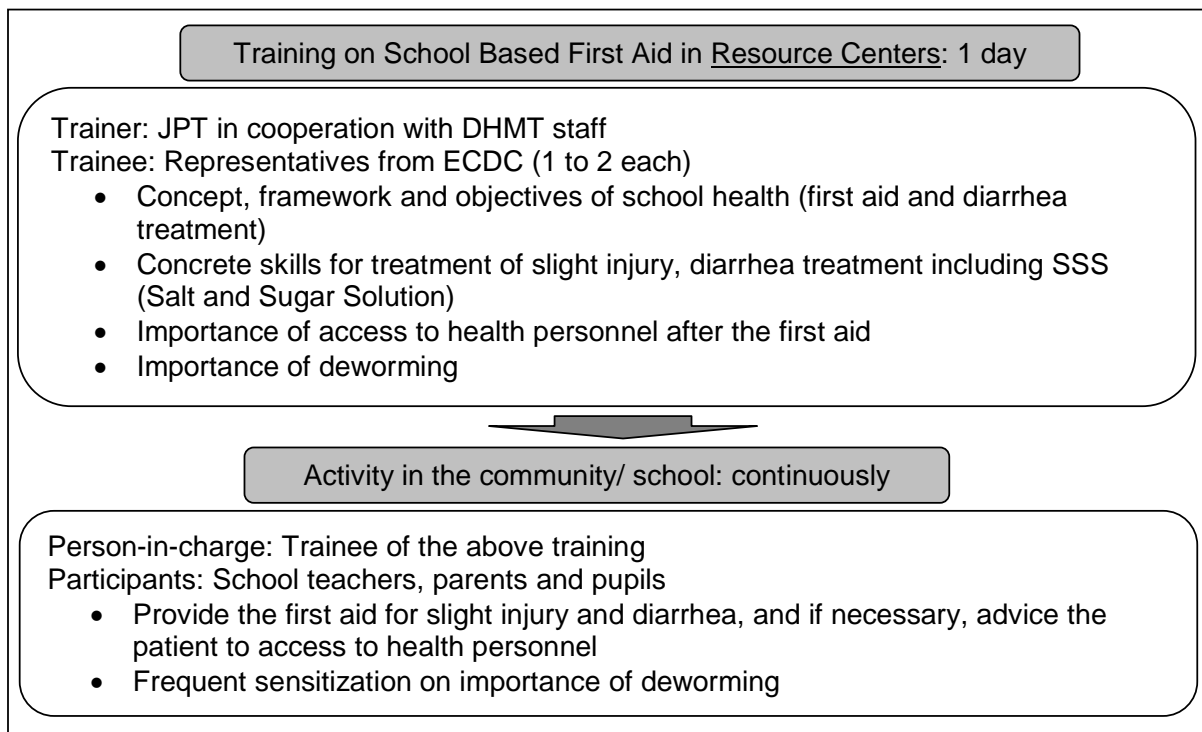 Training on School Based First Aid in Resource Centers: 1 day
Trainer: JPT in cooperation with DHMT staff
Trainee: Representatives from ECDC (1 to 2 each)
• Concept, framework and objectives of school health (first aid and diarrhea
treatment)
• Concrete skills for treatment of slight injury, diarrhea treatment including SSS
(Salt and Sugar Solution)
• Importance of access to health personnel after the first aid
• Importance of deworming
Activity in the community/ school: continuously
Person-in-charge: Trainee of the above training
Participants: School teachers, parents and pupils
• Provide the first aid for slight injury and diarrhea, and if necessary, advice the
patient to access to health personnel
• Frequent sensitization on importance of deworming